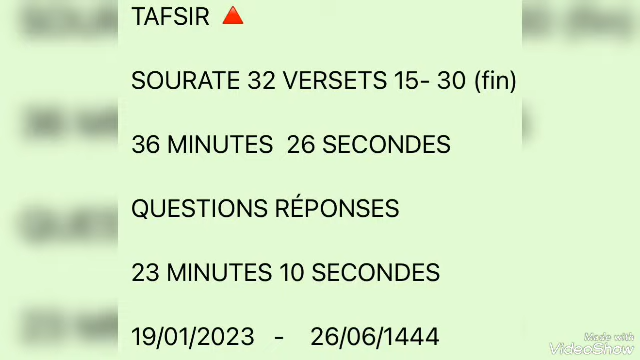 TAFSIR 🔺
SOURATE 32 VERSETS 15- 30 (fin)
36 MINUTES  26 SECONDES
QUESTIONS RÉPONSES
23 MINUTES 10 SECONDES
19/01/2023   -    26/06/1444
Made with
VideoShow